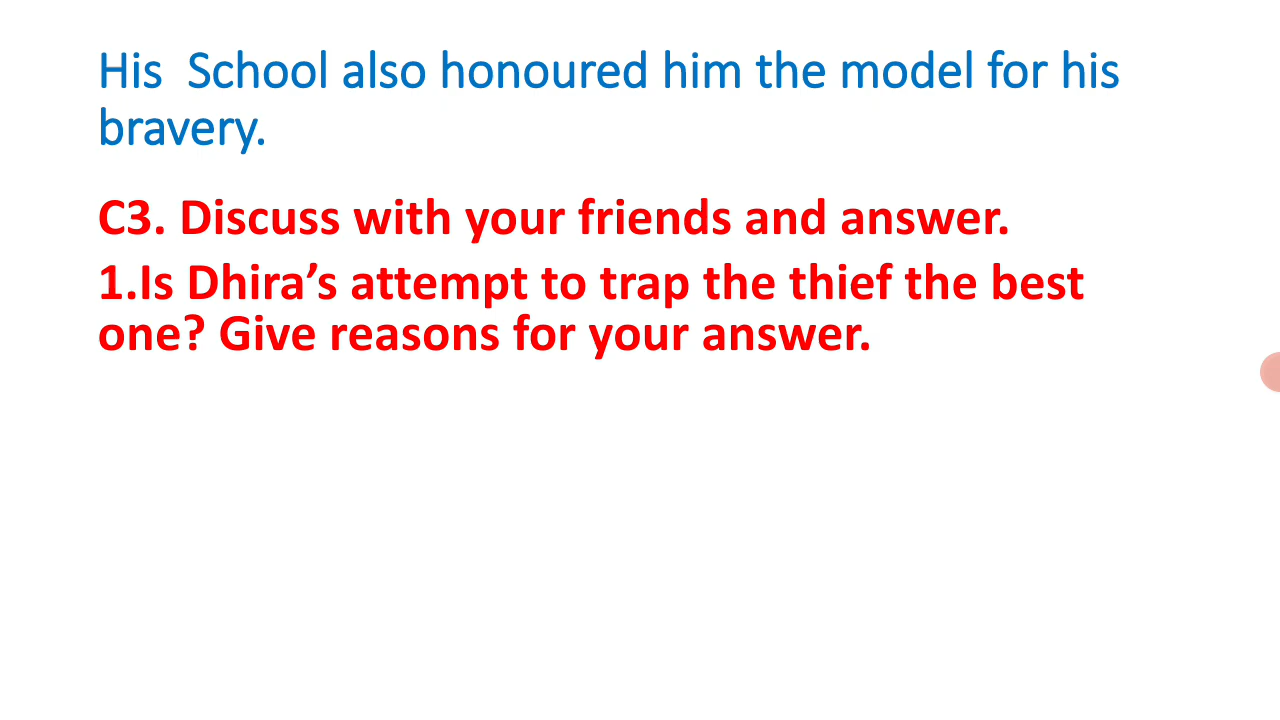 His  School also honoured him the model for his
bravery.
C3. Discuss with your friends and answer.
1.Is Dhira’s attempt to trap the thief the best
one? Give reasons for your answer.